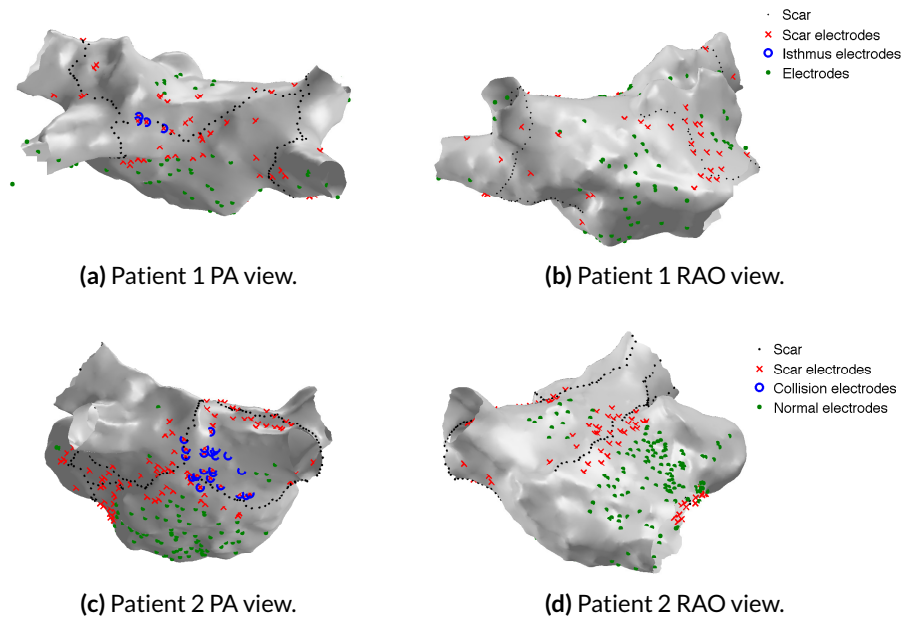 Scar
Scar electrodes
Isthmus electrodes
Electrodes
(a) Patient 1 PA view.
(b) Patient 1 RAO view.
Scar
Scar electrodes
Collision electrodes
Normal electrodes
(c) Patient 2 PA view.
(d) Patient 2 RAO view.